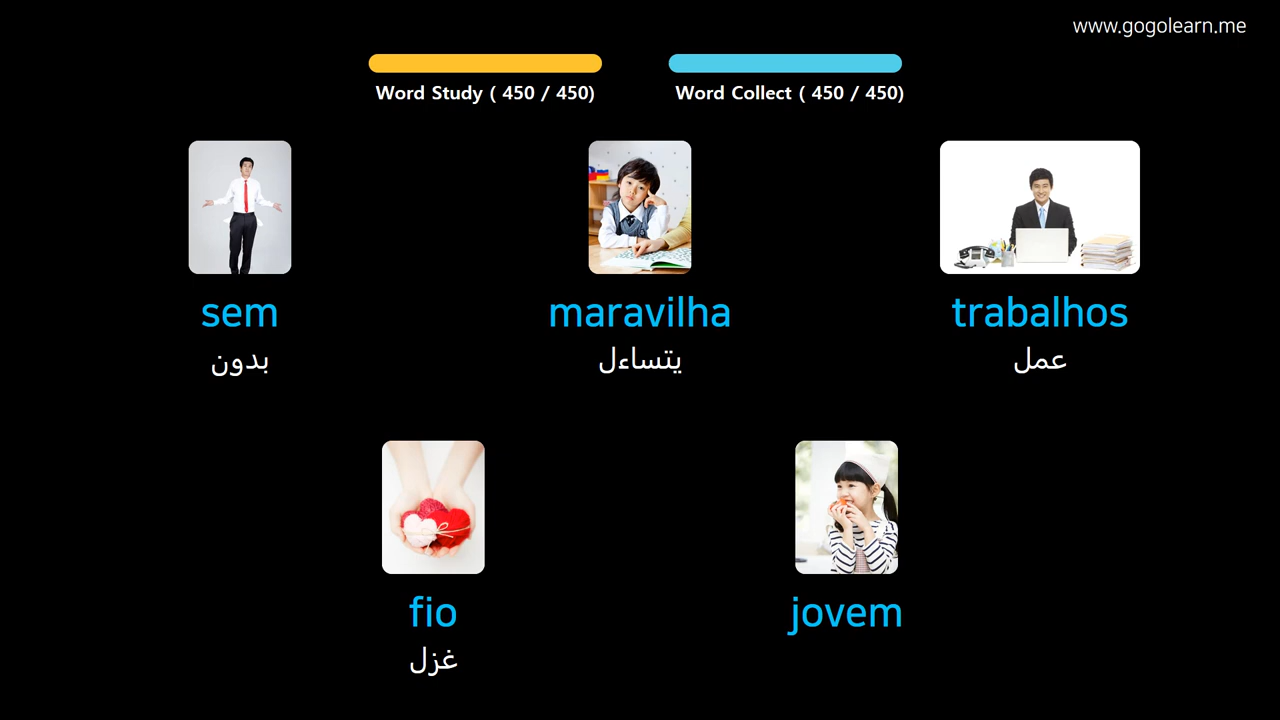 www.gogolearn.me
Word Study ( 450 / 450)
Word Collect ( 450 / 450)
sem
بدون
maravilha
يتساءل
trabalhos
عمل
fio
غزل
jovem